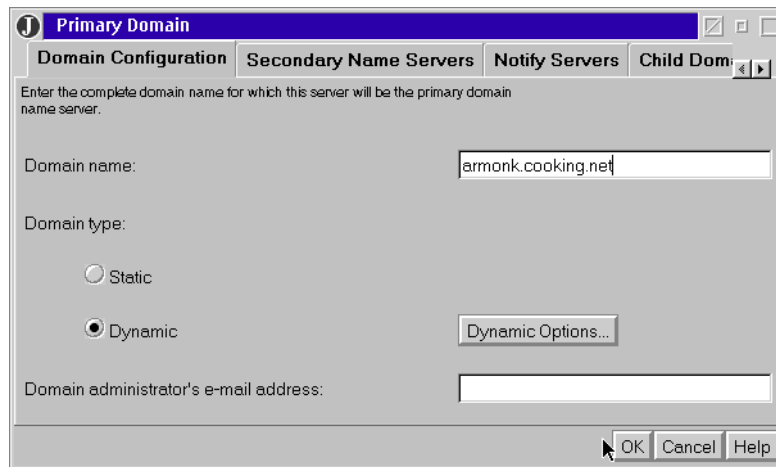 J Primary Domain
Domain Configuration Secondary Name Servers Notify Servers Child Dom
Enter the complete domain name for which this server will be the primary domain
name server.
Domain name: armonk.cooking.net
Domain type:
Static
Dynamic Dynamic Options...
Domain administrator's e-mail address:
OK Cancel Help